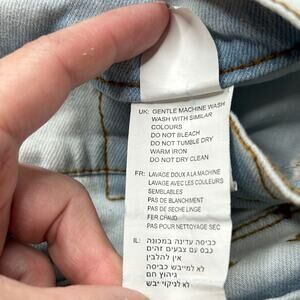 UK: GENTLE MACHINE WASH
WASH WITH SIMILAR
COLOURS
DO NOT BLEACH
DO NOT TUMBLE DRY
WARM IRON
DO NOT DRY CLEAN
FR: LAVAGE DOUX A LA MACHINE
LAVAGE AVEC LES COULEURS
SEMBLABLES
PAS DE BLANCHIMENT
PAS DE SECHE LINGE
FER CHAUD
PAS POUR NETTOYAGE SEC
IL: כביסה עדינה במכונה
כבס עם צבעים זהים
אין להלבין
לא למייבש כביסה
גיהוץ חם
לא לניקוי יבש